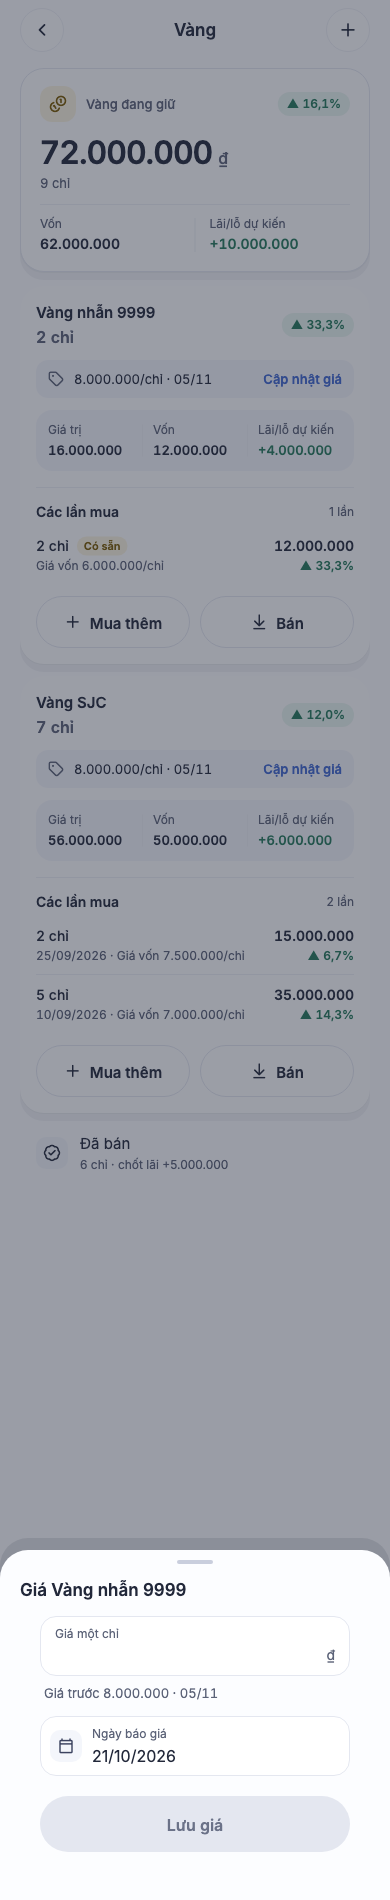 Vàng
Vàng đang giữ
▲ 16,1%
72.000.000 ₫
9 chỉ
Vốn
Lãi/lỗ dự kiến
62.000.000
+10.000.000
Vàng nhẫn 9999
2 chỉ
▲ 33,3%
8.000.000/chỉ · 05/11
Cập nhật giá
Giá trị
Vốn
Lãi/lỗ dự kiến
16.000.000
12.000.000
+4.000.000
Các lần mua
1 lần
2 chỉ
Có sẵn
12.000.000
Giá vốn 6.000.000/chỉ
▲ 33,3%
Mua thêm
Bán
Vàng SJC
7 chỉ
▲ 12,0%
8.000.000/chỉ · 05/11
Cập nhật giá
Giá trị
Vốn
Lãi/lỗ dự kiến
56.000.000
50.000.000
+6.000.000
Các lần mua
2 lần
2 chỉ
15.000.000
25/09/2026 · Giá vốn 7.500.000/chỉ
▲ 6,7%
5 chỉ
35.000.000
10/09/2026 · Giá vốn 7.000.000/chỉ
▲ 14,3%
Mua thêm
Bán
Đã bán
6 chỉ · chốt lãi +5.000.000
Giá Vàng nhẫn 9999
Giá một chỉ
₫
Giá trước 8.000.000 · 05/11
Ngày báo giá
21/10/2026
Lưu giá